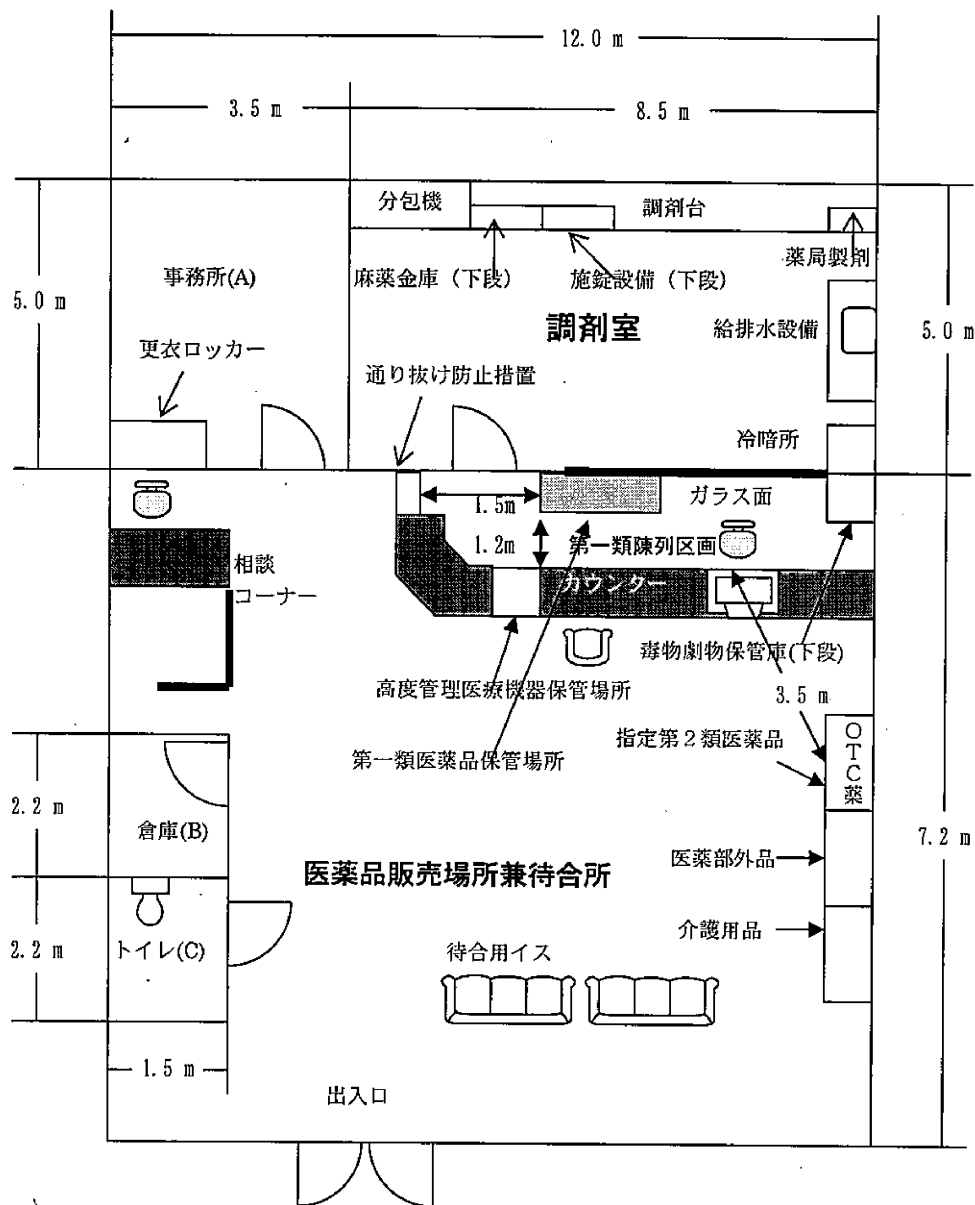 12.0 m
3.5 m
8.5 m
分包機
調剤台
薬局製剤
事務所(A)
麻薬金庫（下段）
施錠設備（下段）
5.0 m
調剤室
給排水設備
5.0 m
更衣ロッカー
通り抜け防止措置
冷暗所
1.5m
ガラス面
1.2m
第一類陳列区画
相談
コーナー
カウンター
毒物劇物保管庫(下段)
高度管理医療機器保管場所
3.5 m
指定第２類医薬品
OTC薬
第一類医薬品保管場所
2.2 m
倉庫(B)
7.2 m
医薬部外品
医薬品販売場所兼待合所
介護用品
2.2 m
トイレ(C)
待合用イス
1.5 m
出入口